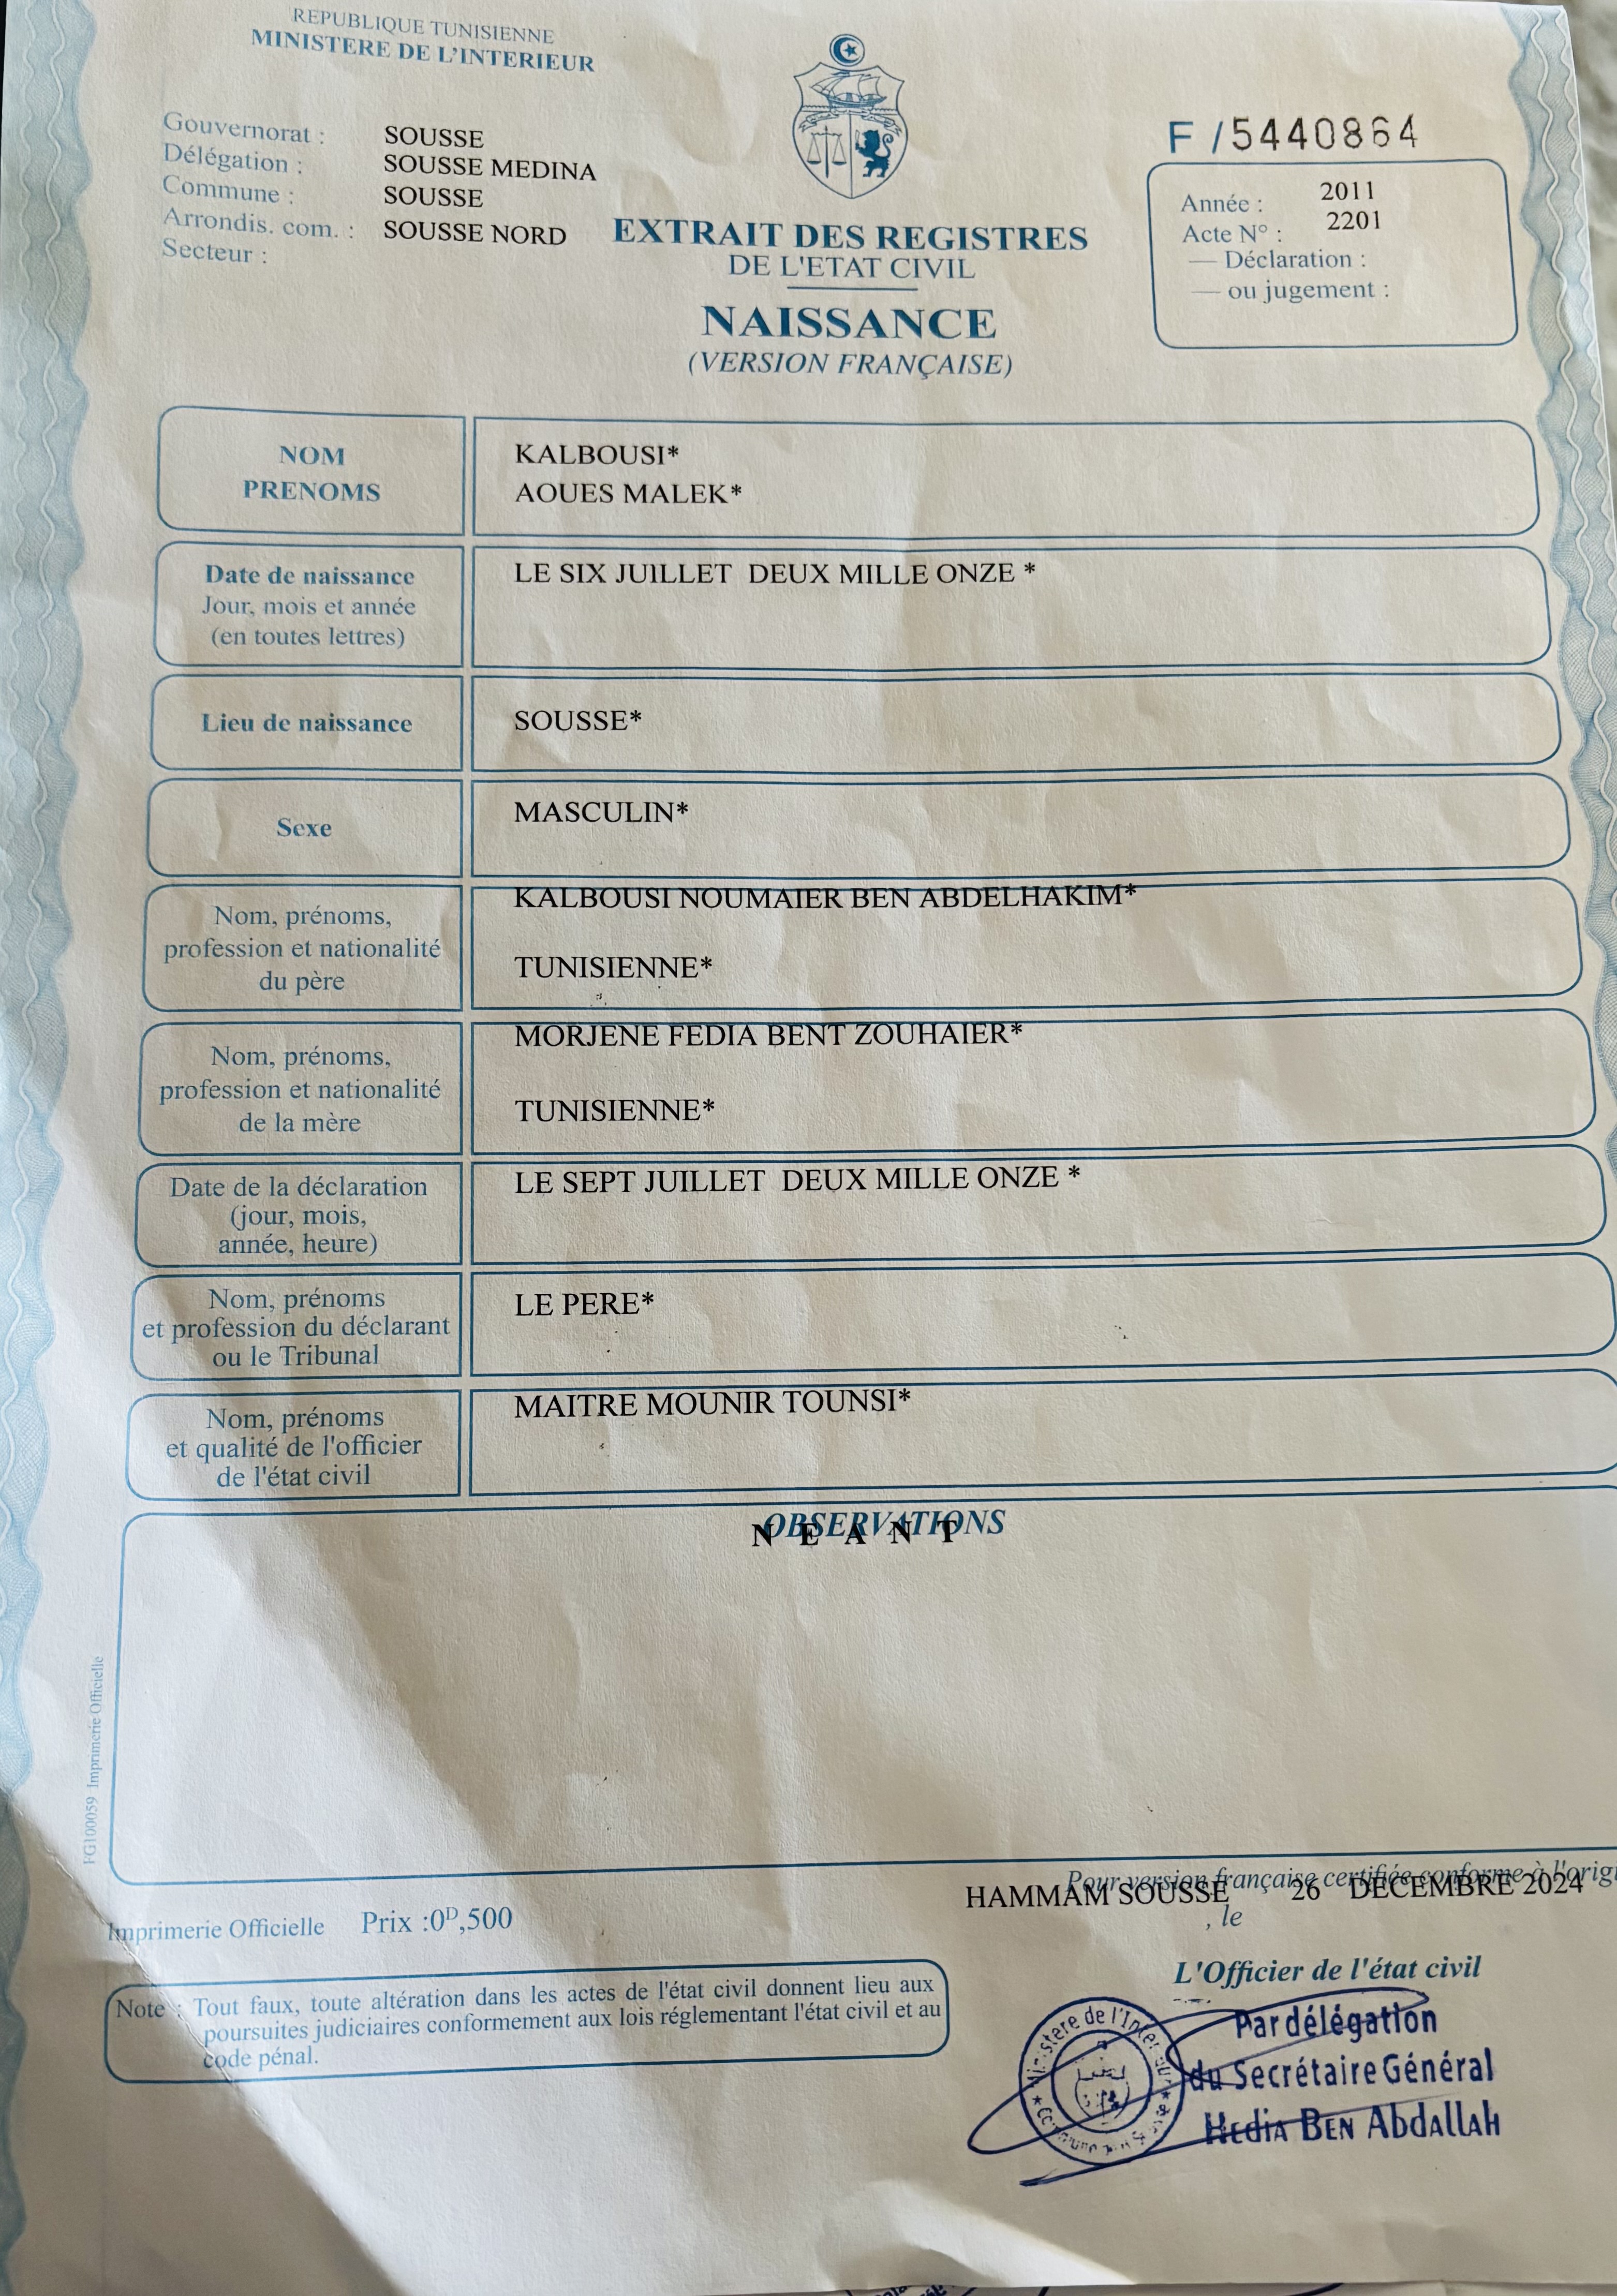 REPUBLIQUE TUNISIENNE
MINISTERE DE L'INTERIEUR
Gouvernorat : SOUSSE
Délégation : SOUSSE MEDINA
Commune : SOUSSE
Arrondis. com. : SOUSSE NORD
Secteur :
F / 5440864
Année : 2011
Acte N° : 2201
— Déclaration :
— ou jugement :
EXTRAIT DES REGISTRES
DE L'ETAT CIVIL
NAISSANCE
(VERSION FRANÇAISE)
NOM
PRENOMS
KALBOUSI*
AOUES MALEK*
Date de naissance
Jour, mois et année
(en toutes lettres)
LE SIX JUILLET DEUX MILLE ONZE *
Lieu de naissance
SOUSSE*
Sexe
MASCULIN*
Nom, prénoms,
profession et nationalité
du père
KALBOUSI NOUMAIER BEN ABDELHAKIM*
TUNISIENNE*
Nom, prénoms,
profession et nationalité
de la mère
MORJENE FEDIA BENT ZOUHAIER*
TUNISIENNE*
Date de la déclaration
(jour, mois,
année, heure)
LE SEPT JUILLET DEUX MILLE ONZE *
Nom, prénoms
et profession du déclarant
ou le Tribunal
LE PERE*
Nom, prénoms
et qualité de l'officier
de l'état civil
MAITRE MOUNIR TOUNSI*
OBSERVATIONS
N E A N T
FG100059 Imprimerie Officielle
Pour version française certifiée conforme à l'orig
HAMMAM SOUSSE 26 DECEMBRE 2024
, le
Imprimerie Officielle Prix :0D,500
L'Officier de l'état civil
Note : Tout faux, toute altération dans les actes de l'état civil donnent lieu aux
poursuites judiciaires conformement aux lois réglementant l'état civil et au
code pénal.
Ministere de l'Interieur
Par délégation
du Secrétaire Général
Hedia Ben Abdallah